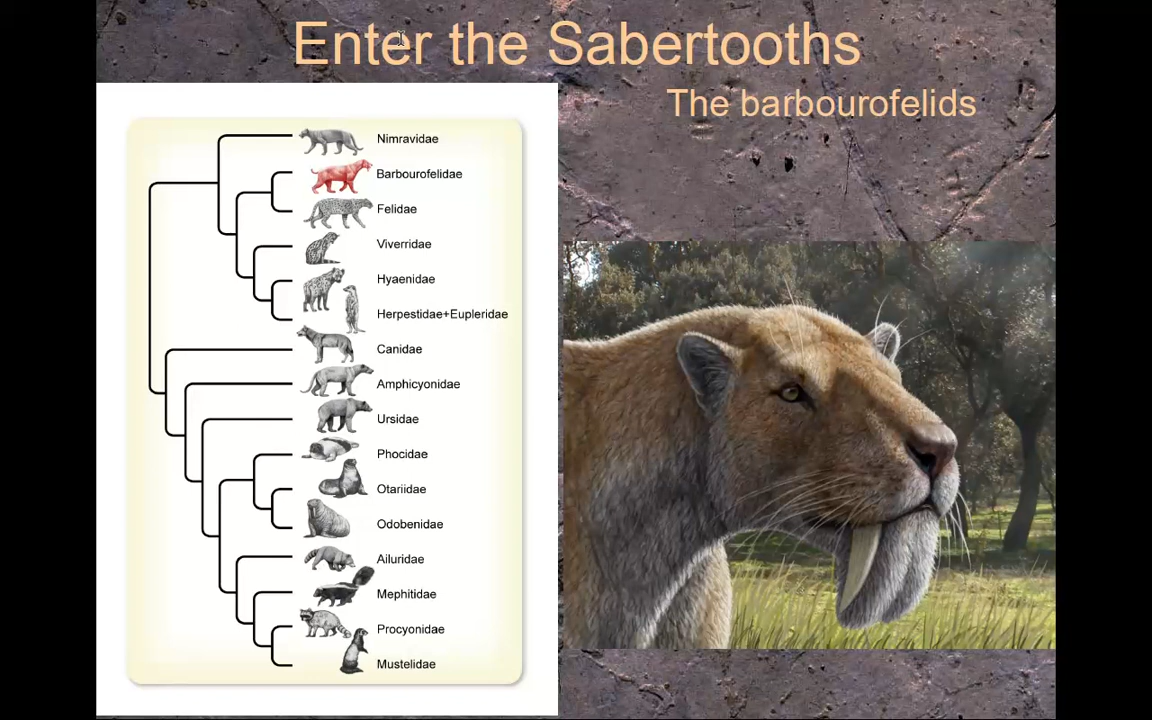 Enter the Sabertooths
The barbourofelids
Nimravidae
Barbourofelidae
Felidae
Viverridae
Hyaenidae
Herpestidae+Eupleridae
Canidae
Amphicyonidae
Ursidae
Phocidae
Otariidae
Odobenidae
Ailuridae
Mephitidae
Procyonidae
Mustelidae